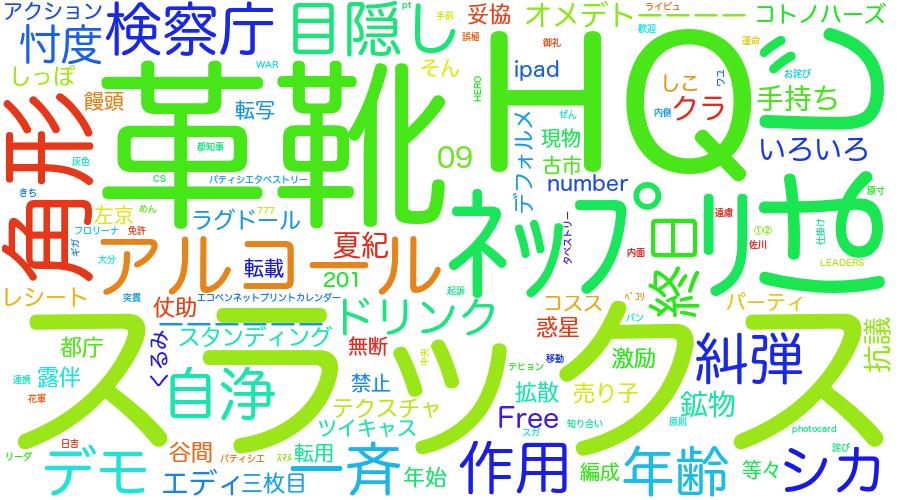 アクション
検察庁
目隠し
pt
手前
妥協
オメデトーーーー
ライビュ
コトノハーズ
忖度
WAR
そん
誤植
御礼
歓迎
運命
しっぽ
饅頭
転写
革靴
HERO
HQ
ipad
しこ
クラ
ワユ
お詫び
手持ち
角形
都知事
09
デフォルメ
ぜん
現物
古市
内側
いろいろ
灰色
CS
パティシエタペストリー
number
原寸
きち
左京
めん
ラグドール
777
ネップリ
タペストリー
終日
遠慮
①②
仕掛け
フロリーナ
免許
ギガ
アルコール
夏紀
内面
佐川
大分
転載
201
起訴
LEADERS
レシート
突貫
エコペンネットプリントカレンダー
仗助
ドリンク
コスス
ﾍﾟｺﾘ
パン
パーティ
スラックス
スタンディング
惑星
抗議
都庁
くるみ
無断
中央
テヒョン
移動
激励
糾弾
連携
露伴
花軍
自浄
禁止
テクスチャ
拡散
売り子
鉱物
ツイキャス
Free
スガ
知り合い
原則
photocard
日吉
リーダ
谷間
パティシエ
ｽﾏﾇ
転用
一斉
作用
編成
年齢
等々
詫び
シカ
デモ
エディ
三枚目
年始